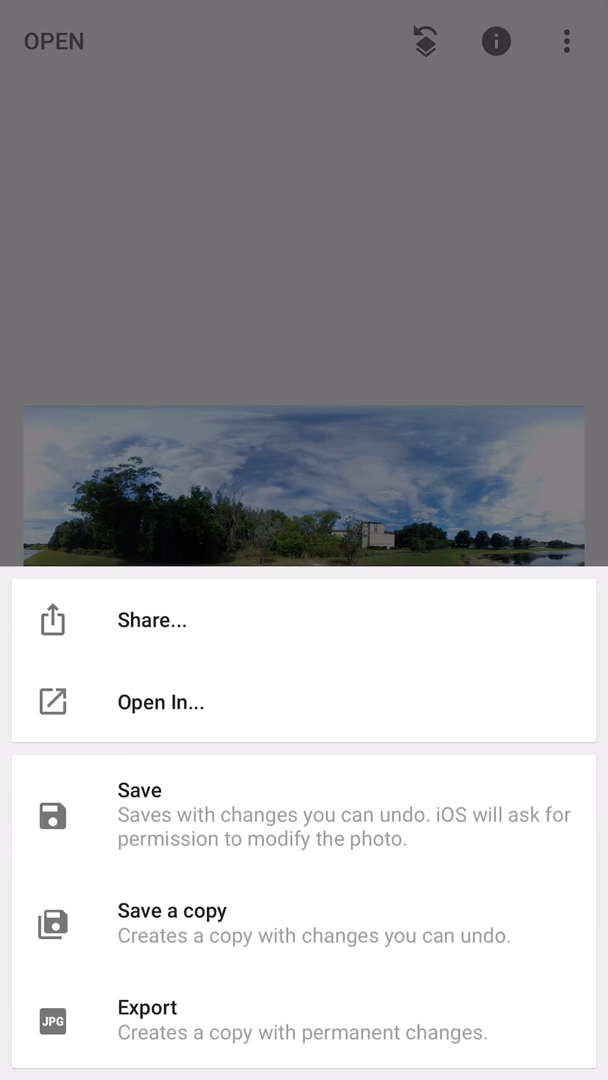 OPEN
Share...
Open In...
Save
Saves with changes you can undo. iOS will ask for
permission to modify the photo.
Save a copy
Creates a copy with changes you can undo.
JPG
Export
Creates a copy with permanent changes.